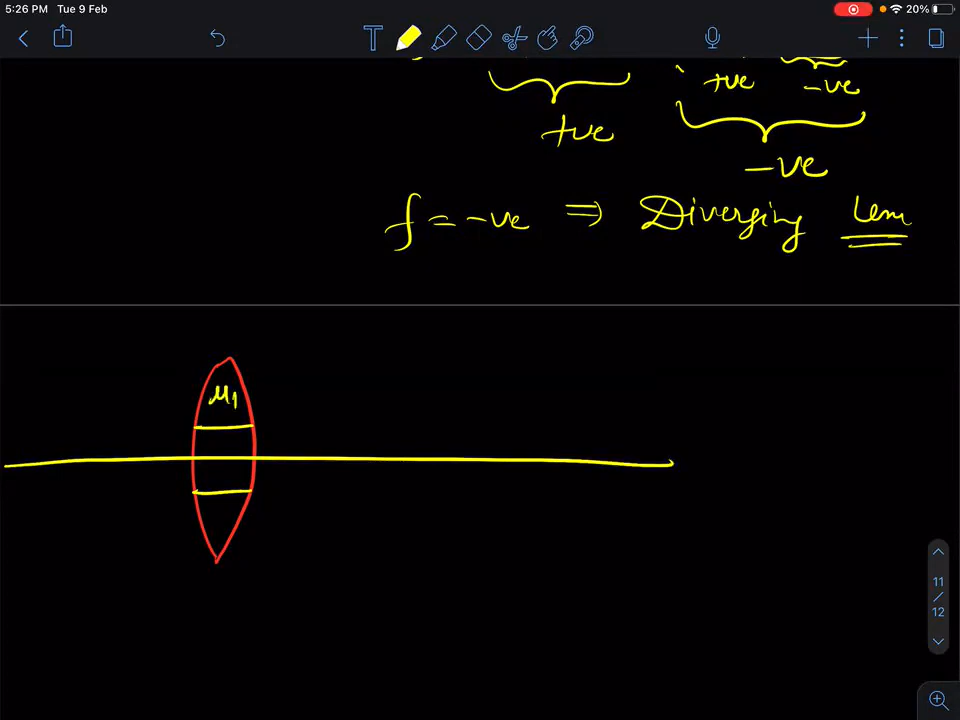 5:26 PM Tue 9 Feb 20%
T
+ve -ve
+ve
-ve
f = -ve ⇒ Diverging lens
μ1
11
/
12